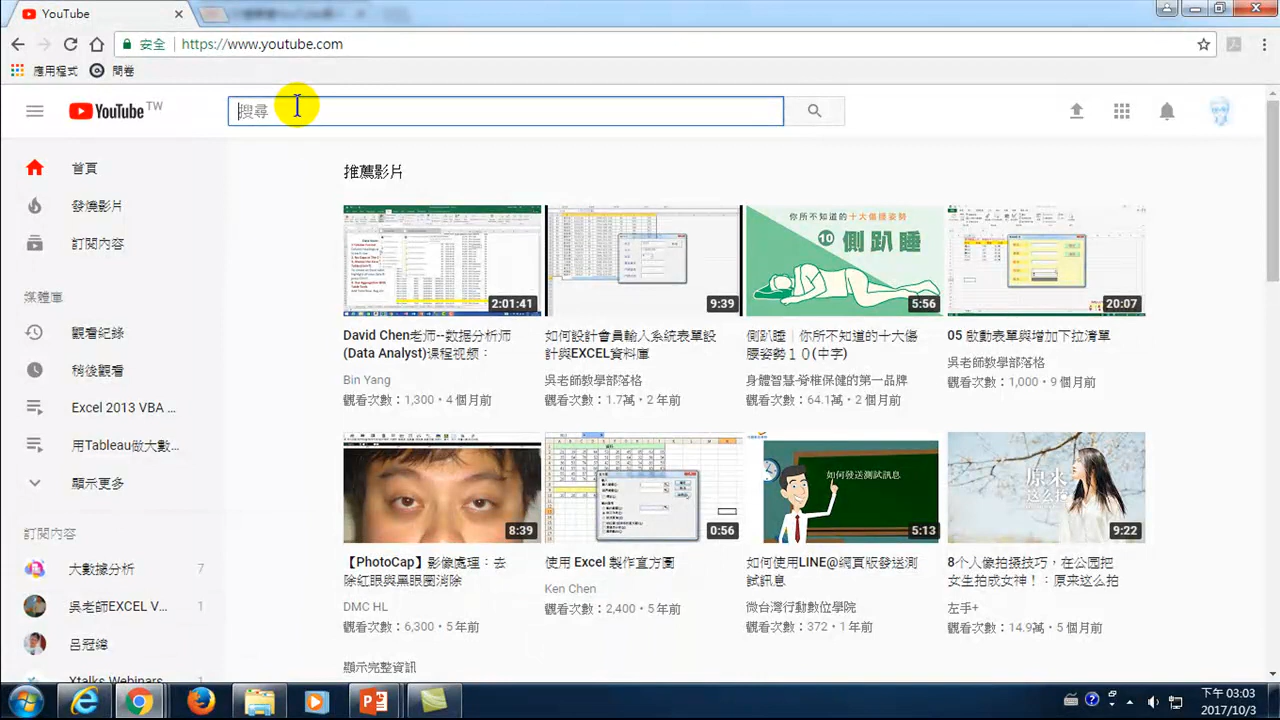 YouTube
安全 https://www.youtube.com
應用程式 問卷
YouTube TW
搜尋
首頁
發燒影片
訂閱內容
媒體庫
觀看紀錄
稍後觀看
Excel 2013 VBA ...
用Tableau做大數...
顯示更多
訂閱內容
大數據分析 7
吳老師EXCEL V... 1
呂冠緯
Xtalks Webinars
推薦影片
2:01:41
David Chen老师--数据分析师
(Data Analyst)课程视频：
Bin Yang
觀看次數：1,300 • 4 個月前
9:39
如何設計會員輸入系統表單設
計與EXCEL資料庫
吳老師教學部落格
觀看次數：1.7萬 • 2 年前
你所不知道的十大傷腰姿勢
10 側趴睡
5:56
側趴睡｜你所不知道的十大傷
腰姿勢１０(中字)
身體智慧-脊椎保健的第一品牌
觀看次數：64.1萬 • 2 個月前
20:07
05 啟動表單與增加下拉清單
吳老師教學部落格
觀看次數：1,000 • 9 個月前
8:39
【PhotoCap】影像處理：去
除紅眼與黑眼圈消除
DMC HL
觀看次數：6,300 • 5 年前
0:56
使用 Excel 製作直方圖
Ken Chen
觀看次數：2,400 • 5 年前
如何發送測試訊息
5:13
如何使用LINE@網頁版發送測
試訊息
微台灣行動數位學院
觀看次數：372 • 1 年前
原来
这么拍
9:22
8个人像拍摄技巧，在公园把
女生拍成女神！：原来这么拍
左手+
觀看次數：14.9萬 • 5 個月前
顯示完整資訊
下午 03:03
2017/10/3